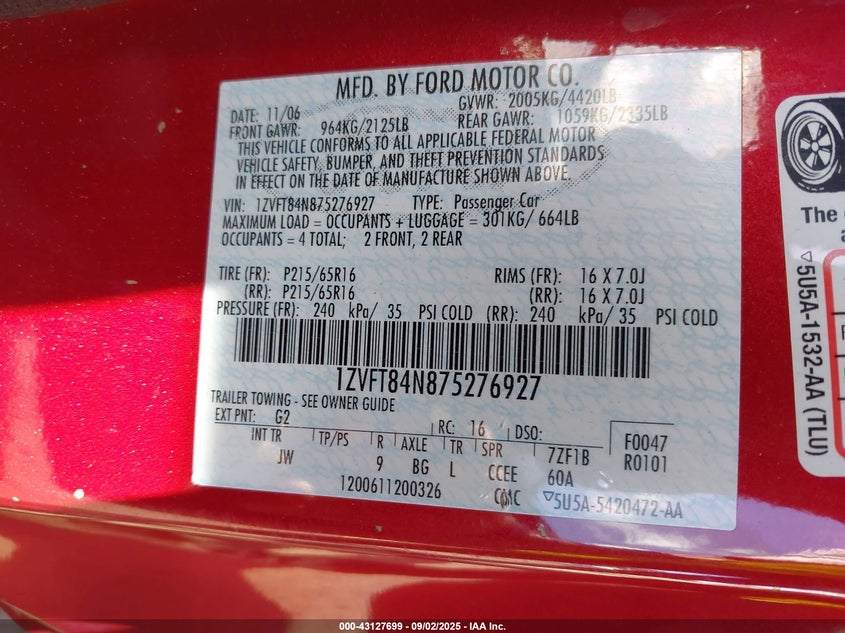 MFD. BY FORD MOTOR CO.
DATE: 11/06 GVWR: 2005KG/4420LB
FRONT GAWR: 964KG/2125LB REAR GAWR: 1059KG/2335LB
THIS VEHICLE CONFORMS TO ALL APPLICABLE FEDERAL MOTOR
VEHICLE SAFETY, BUMPER, AND THEFT PREVENTION STANDARDS
IN EFFECT ON THE DATE OF MANUFACTURE SHOWN ABOVE.
VIN: 1ZVFT84N875276927 TYPE: Passenger Car
MAXIMUM LOAD = OCCUPANTS + LUGGAGE = 301KG/ 664LB
OCCUPANTS = 4 TOTAL; 2 FRONT, 2 REAR
TIRE (FR): P215/65R16 RIMS (FR): 16 X 7.0J
(RR): P215/65R16 (RR): 16 X 7.0J
PRESSURE (FR): 240 kPa/ 35 PSI COLD (RR): 240 kPa/ 35 PSI COLD
1ZVFT84N875276927
TRAILER TOWING - SEE OWNER GUIDE
EXT PNT: G2 RC: 16 DSO: F0047
INT TR TP/PS R AXLE TR SPR 7ZF1B R0101
JW 9 BG L CCEE 60A
1200611200326 CMC ▽5U5A-5420472-AA
The
▽5U5A-1532-AA (TLU)
000-43127699 - 09/02/2025 - IAA Inc.